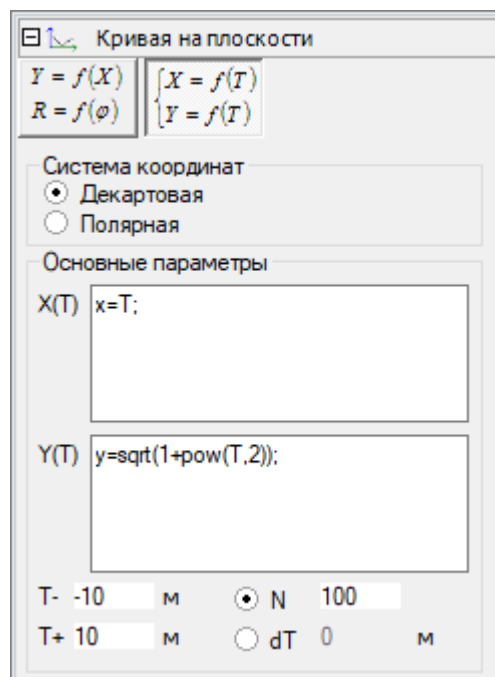 Кривая на плоскости
Y = f(X)
R = f(φ)
X = f(T)
Y = f(T)
Система координат
Декартовая
Полярная
Основные параметры
X(T) x=T;
Y(T) y=sqrt(1+pow(T,2));
T- -10 м N 100
T+ 10 м dT 0 м